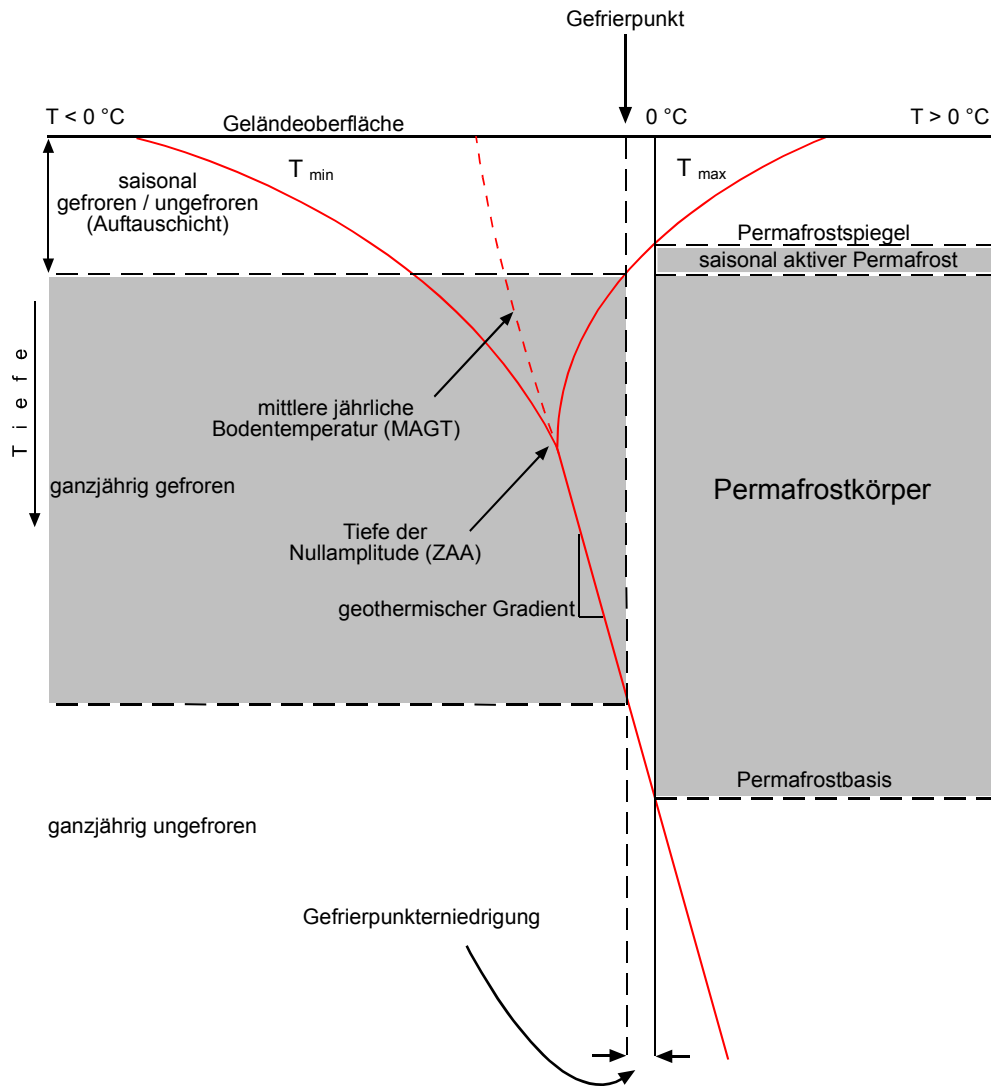 Gefrierpunkt
T < 0 °C
Geländeoberfläche
0 °C
T > 0 °C
T min
T max
saisonal
gefroren / ungefroren
(Auftauschicht)
Permafrostspiegel
saisonal aktiver Permafrost
Tiefe
mittlere jährliche
Bodentemperatur (MAGT)
ganzjährig gefroren
Permafrostkörper
Tiefe der
Nullamplitude (ZAA)
geothermischer Gradient
Permafrostbasis
ganzjährig ungefroren
Gefrierpunkterniedrigung